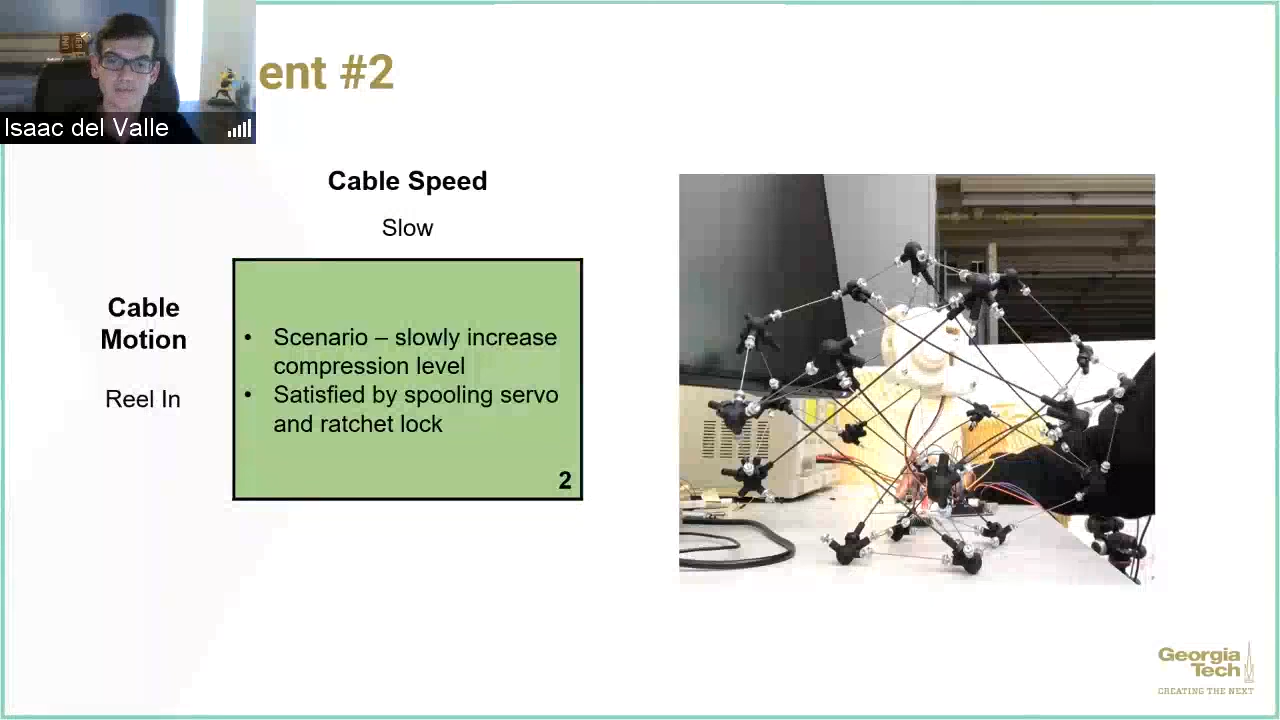 ent #2
Isaac del Valle
Cable Speed
Slow
Cable
Motion
Reel In
• Scenario – slowly increase
compression level
• Satisfied by spooling servo
and ratchet lock
2
Georgia
Tech
CREATING THE NEXT